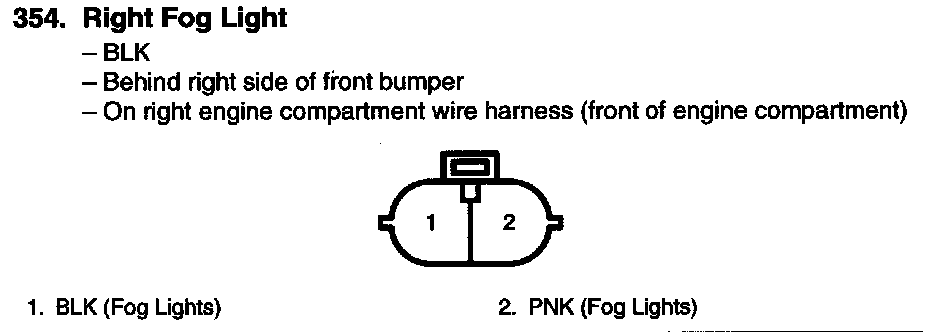 354. Right Fog Light
– BLK
– Behind right side of front bumper
– On right engine compartment wire harness (front of engine compartment)
1 2
1. BLK (Fog Lights) 2. PNK (Fog Lights)